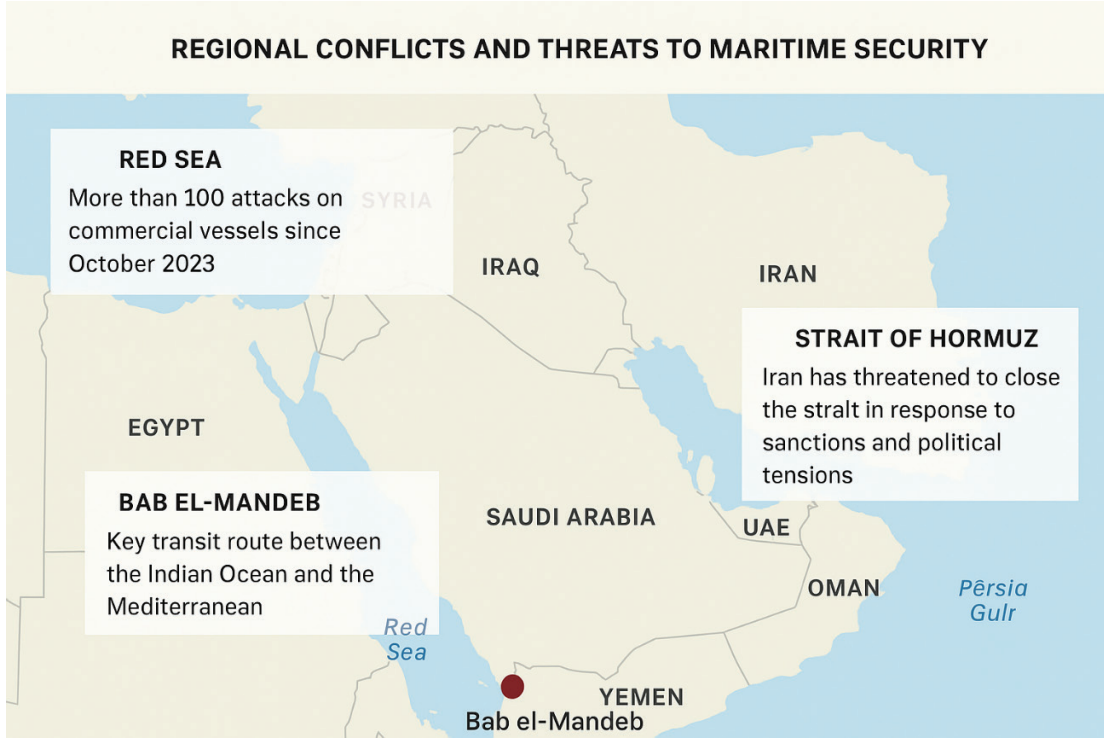 REGIONAL CONFLICTS AND THREATS TO MARITIME SECURITY
RED SEA
More than 100 attacks on
commercial vessels since
October 2023
SYRIA
IRAQ
IRAN
STRAIT OF HORMUZ
Iran has threatened to close
the stralt in response to
sanctions and political
tensions
EGYPT
BAB EL-MANDEB
Key transit route between
the Indian Ocean and the
Mediterranean
SAUDI ARABIA
UAE
OMAN
Pêrsia
Gulr
Red
Sea
YEMEN
Bab el-Mandeb